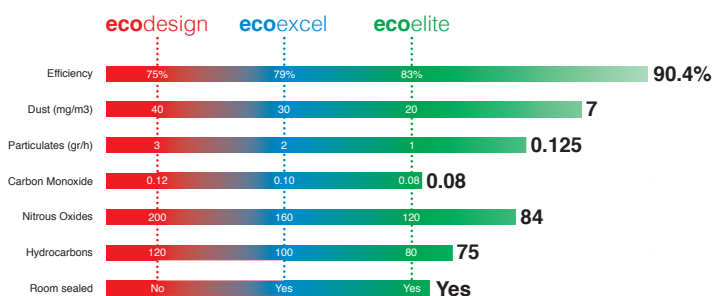 ecodesign ecoexcel ecoelite
Efficiency 75% 79% 83% 90.4%
Dust (mg/m3) 40 30 20 7
Particulates (gr/h) 3 2 1 0.125
Carbon Monoxide 0.12 0.10 0.08 0.08
Nitrous Oxides 200 160 120 84
Hydrocarbons 120 100 80 75
Room sealed No Yes Yes Yes